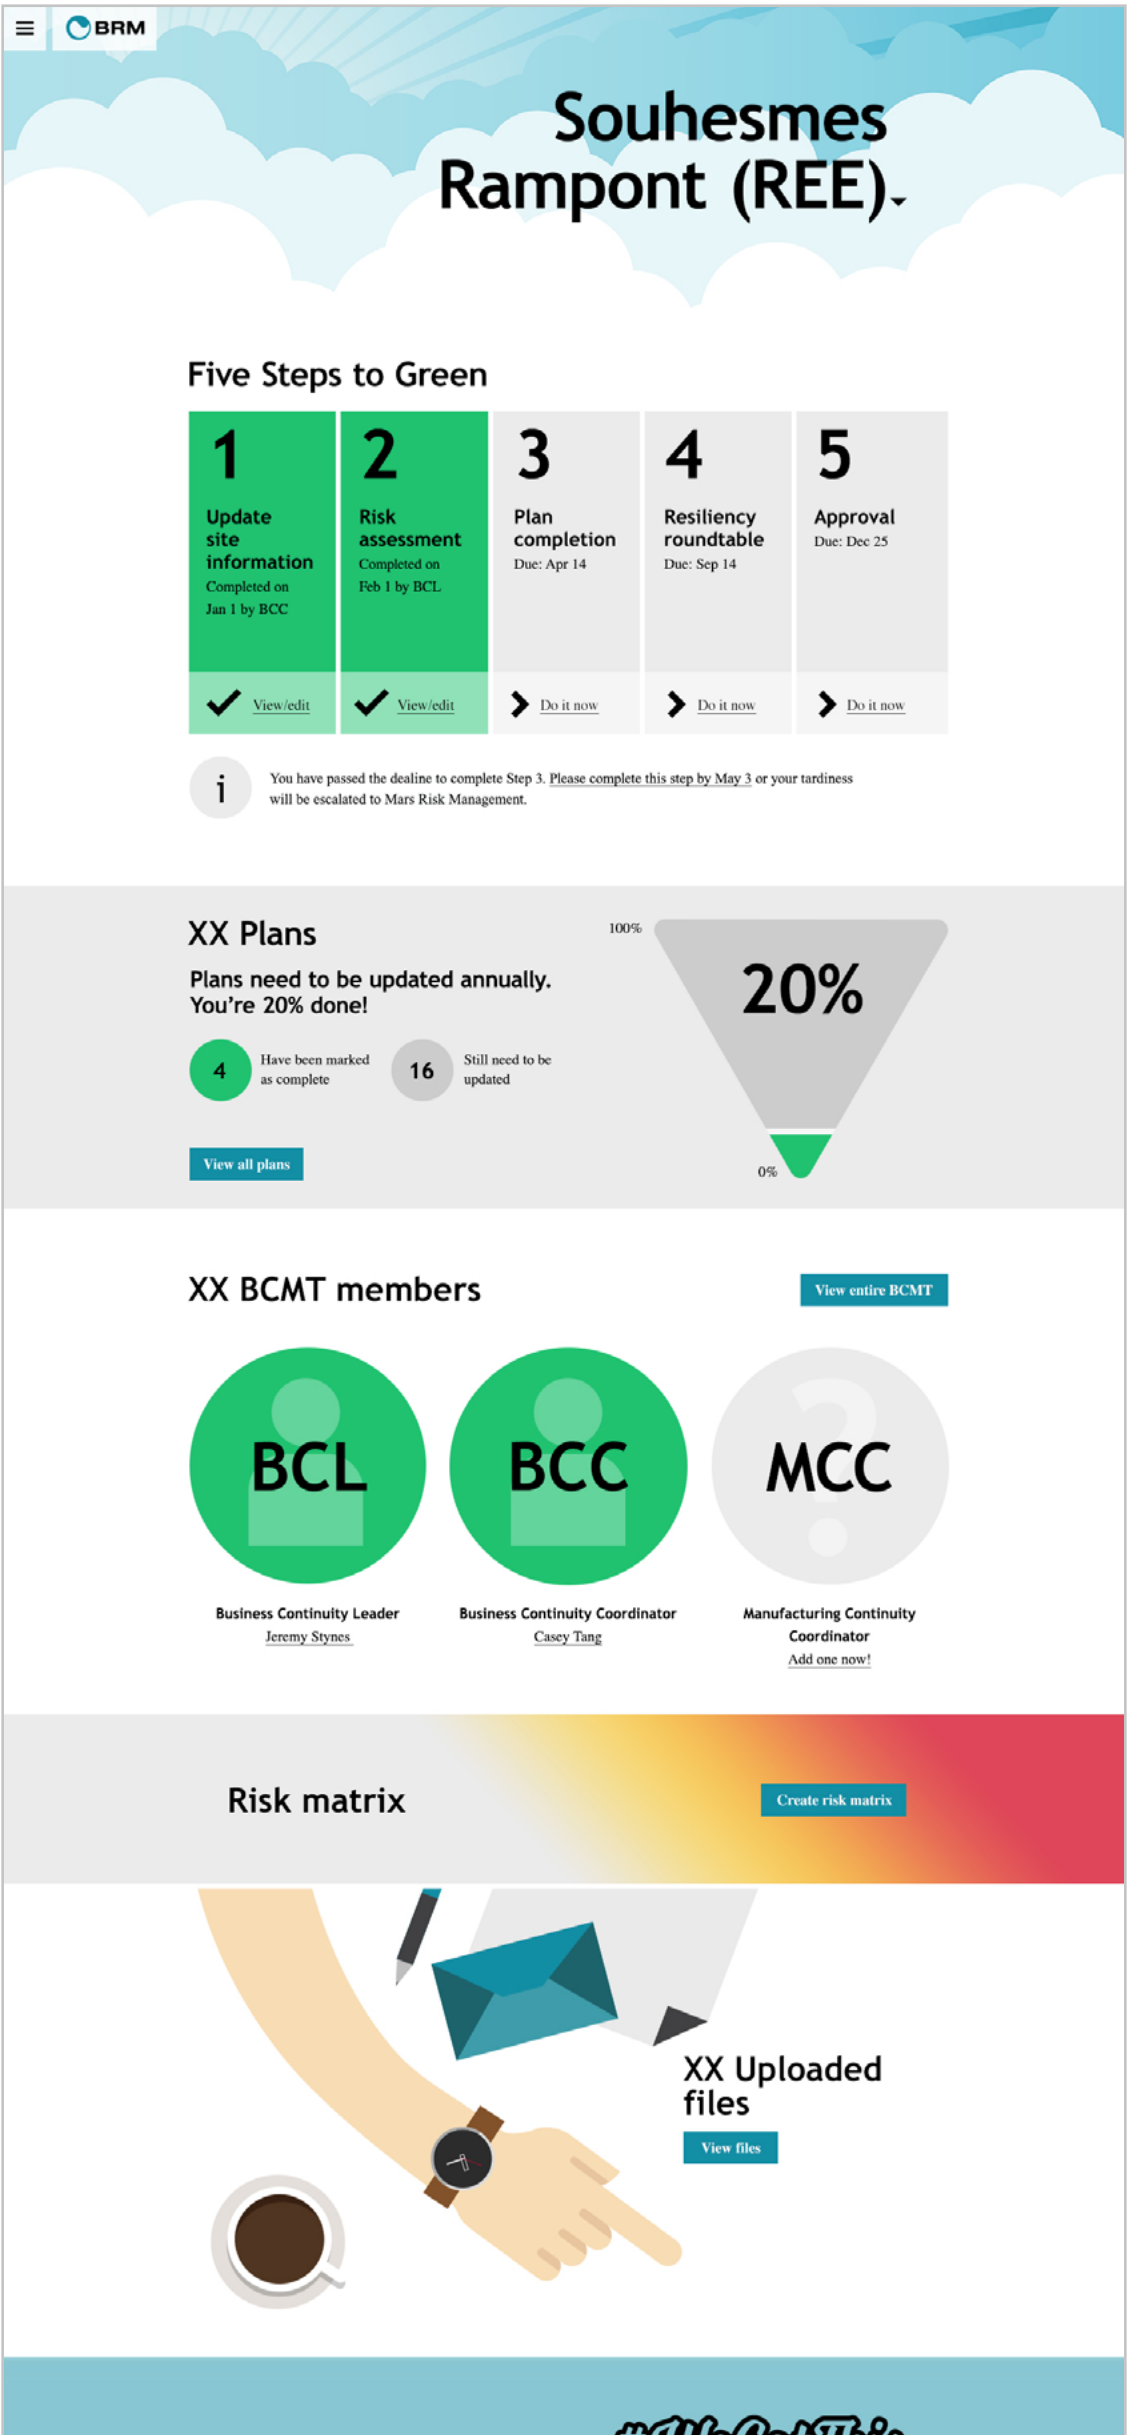 BRM
Souhesmes
Rampont (REE)
Five Steps to Green
1
Update
site
information
Completed on
Jan 1 by BCC
View/edit
2
Risk
assessment
Completed on
Feb 1 by BCL
View/edit
3
Plan
completion
Due: Apr 14
Do it now
4
Resiliency
roundtable
Due: Sep 14
Do it now
5
Approval
Due: Dec 25
Do it now
i
You have passed the dealine to complete Step 3. Please complete this step by May 3 or your tardiness
will be escalated to Mars Risk Management.
XX Plans
Plans need to be updated annually.
You're 20% done!
4
Have been marked
as complete
16
Still need to be
updated
View all plans
100%
20%
0%
XX BCMT members
View entire BCMT
BCL
Business Continuity Leader
Jeremy Stynes
BCC
Business Continuity Coordinator
Casey Tang
?
MCC
Manufacturing Continuity
Coordinator
Add one now!
Risk matrix
Create risk matrix
XX Uploaded
files
View files
#WeGotThis